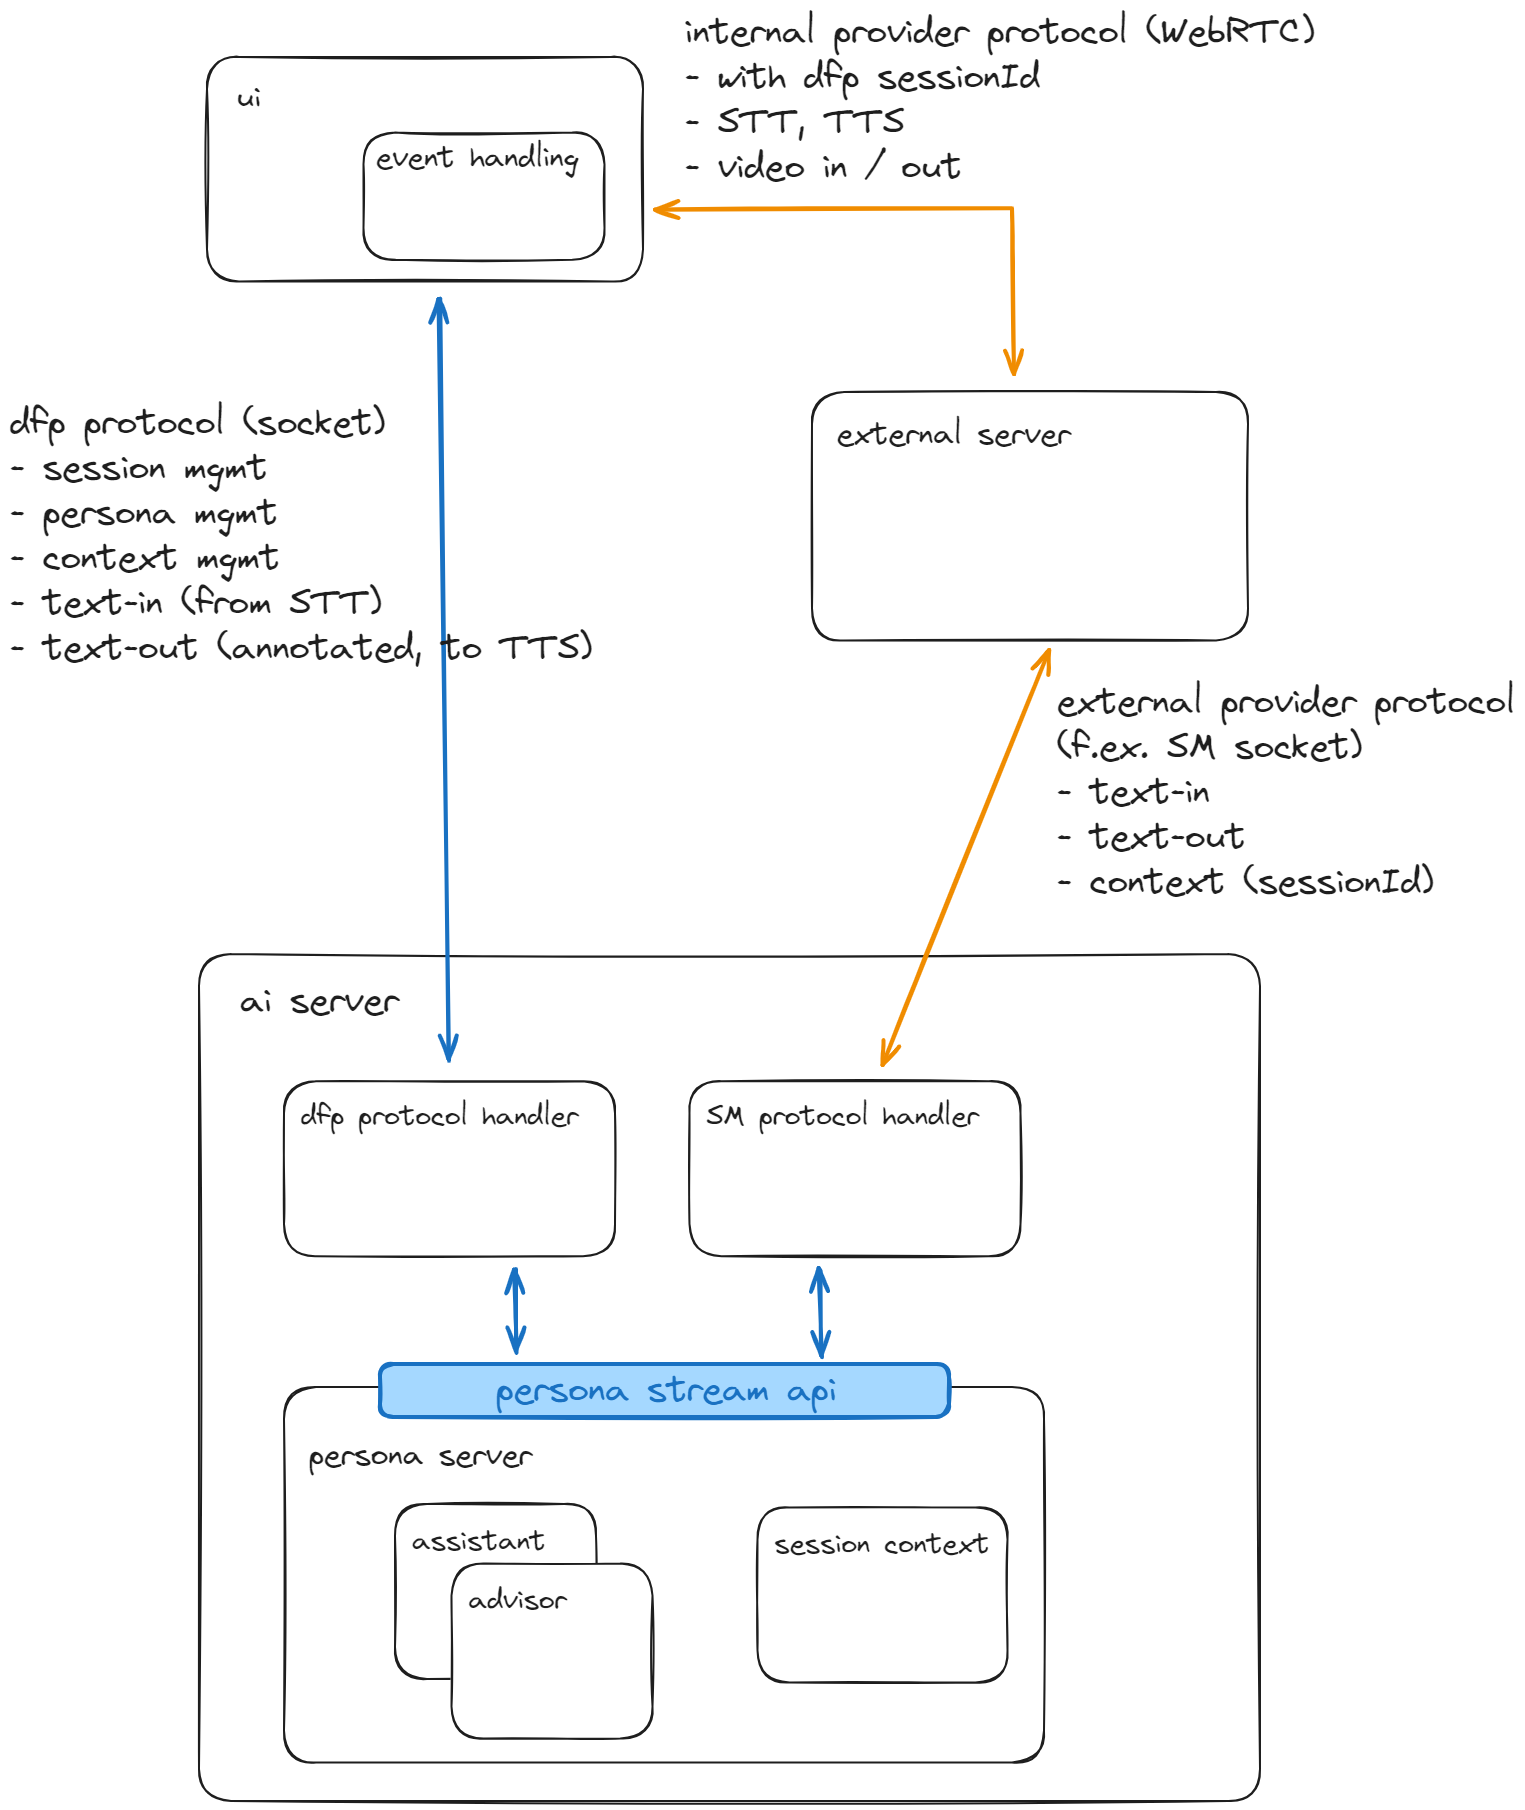 internal provider protocol (WebRTC)
- with dfp sessionId
- STT, TTS
- video in / out
ui
event handling
dfp protocol (socket)
- session mgmt
- persona mgmt
- context mgmt
- text-in (from STT)
- text-out (annotated, to TTS)
external server
external provider protocol
(f.ex. SM socket)
- text-in
- text-out
- context (sessionId)
ai server
dfp protocol handler
SM protocol handler
persona stream api
persona server
assistant
advisor
session context